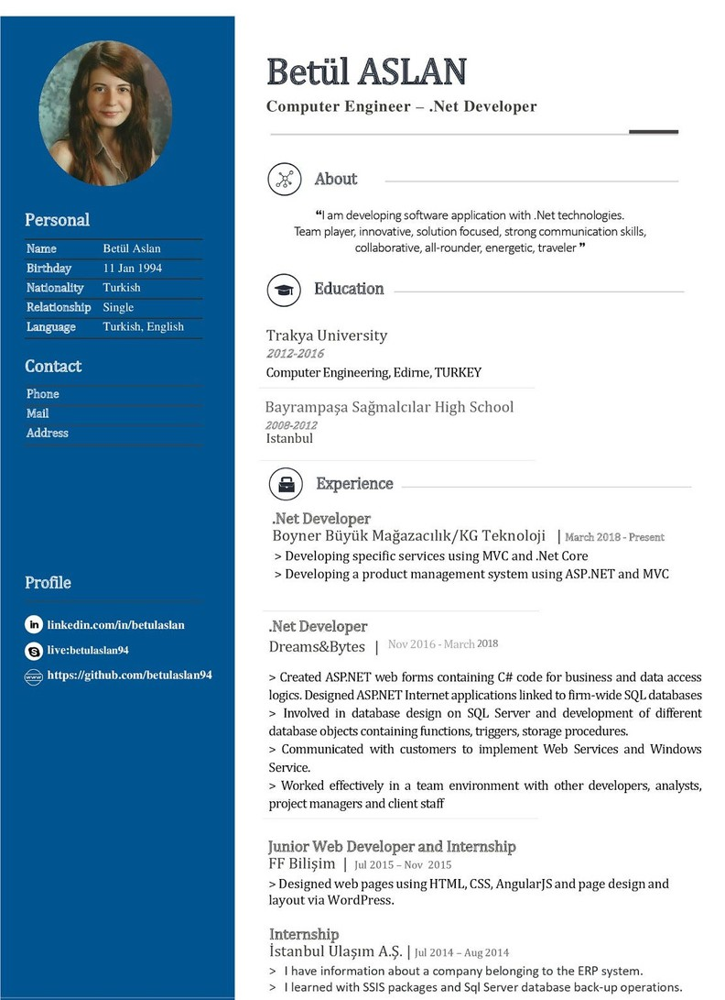 Betül ASLAN
Computer Engineer – .Net Developer
Personal
Name Betül Aslan
Birthday 11 Jan 1994
Nationality Turkish
Relationship Single
Language Turkish, English
Contact
Phone
Mail
Address
Profile
in linkedin.com/in/betulaslan
S live:betulaslan94
www https://github.com/betulaslan94
About
❝I am developing software application with .Net technologies.
Team player, innovative, solution focused, strong communication skills,
collaborative, all-rounder, energetic, traveler ❞
Education
Trakya University
2012-2016
Computer Engineering, Edirne, TURKEY
Bayrampaşa Sağmalcılar High School
2008-2012
Istanbul
Experience
.Net Developer
Boyner Büyük Mağazacılık/KG Teknoloji | March 2018 - Present
> Developing specific services using MVC and .Net Core
> Developing a product management system using ASP.NET and MVC
.Net Developer
Dreams&Bytes | Nov 2016 - March 2018
> Created ASP.NET web forms containing C# code for business and data access
logics. Designed ASP.NET Internet applications linked to firm-wide SQL databases
> Involved in database design on SQL Server and development of different
database objects containing functions, triggers, storage procedures.
> Communicated with customers to implement Web Services and Windows
Service.
> Worked effectively in a team environment with other developers, analysts,
project managers and client staff
Junior Web Developer and Internship
FF Bilişim | Jul 2015 – Nov 2015
> Designed web pages using HTML, CSS, AngularJS and page design and
layout via WordPress.
Internship
İstanbul Ulaşım A.Ş. | Jul 2014 – Aug 2014
> I have information about a company belonging to the ERP system.
> I learned with SSIS packages and Sql Server database back-up operations.